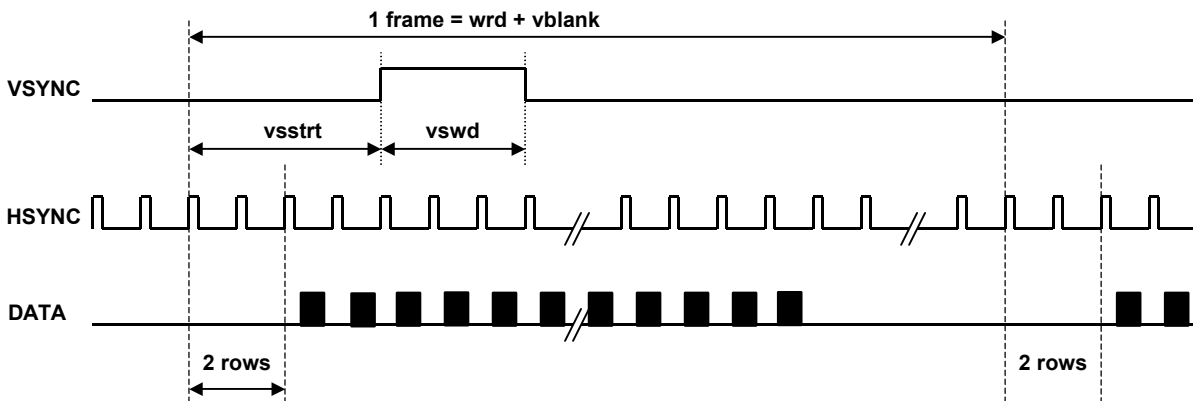 1 frame = wrd + vblank
VSYNC
vsstrt
vswd
HSYNC
DATA
2 rows
2 rows